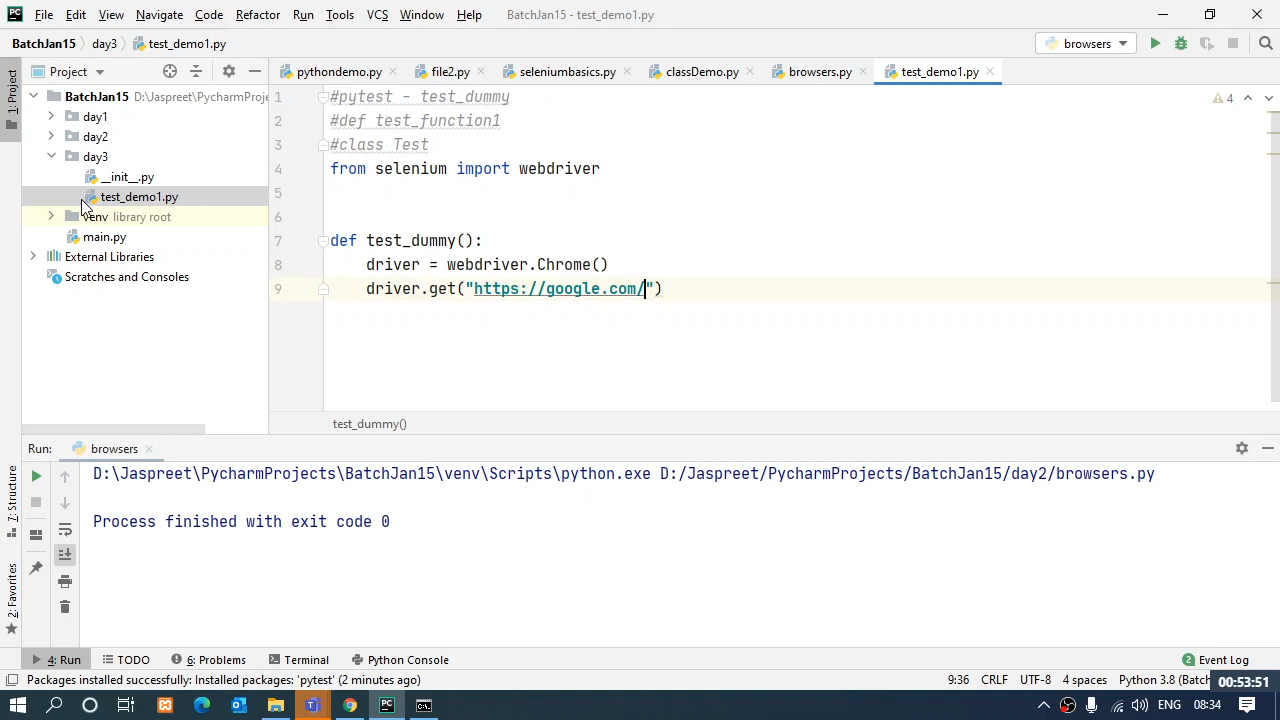 File Edit View Navigate Code Refactor Run Tools VCS Window Help BatchJan15 - test_demo1.py
BatchJan15 day3 test_demo1.py browsers
1: Project
Project
pythondemo.py file2.py seleniumbasics.py classDemo.py browsers.py test_demo1.py
BatchJan15 D:\Jaspreet\PycharmProje
day1
day2
day3
__init__.py
test_demo1.py
venv library root
main.py
External Libraries
Scratches and Consoles
4
1 #pytest - test_dummy
2 #def test_function1
3 #class Test
4 from selenium import webdriver
5
6
7 def test_dummy():
8 driver = webdriver.Chrome()
9 driver.get("https://google.com/")
test_dummy()
Run: browsers
D:\Jaspreet\PycharmProjects\BatchJan15\venv\Scripts\python.exe D:/Jaspreet/PycharmProjects/BatchJan15/day2/browsers.py
Process finished with exit code 0
7: Structure
2: Favorites
4: Run TODO 6: Problems Terminal Python Console 2 Event Log
Packages installed successfully: Installed packages: 'pytest' (2 minutes ago) 9:36 CRLF UTF-8 4 spaces Python 3.8 (Batch
00:53:51
ENG 08:34